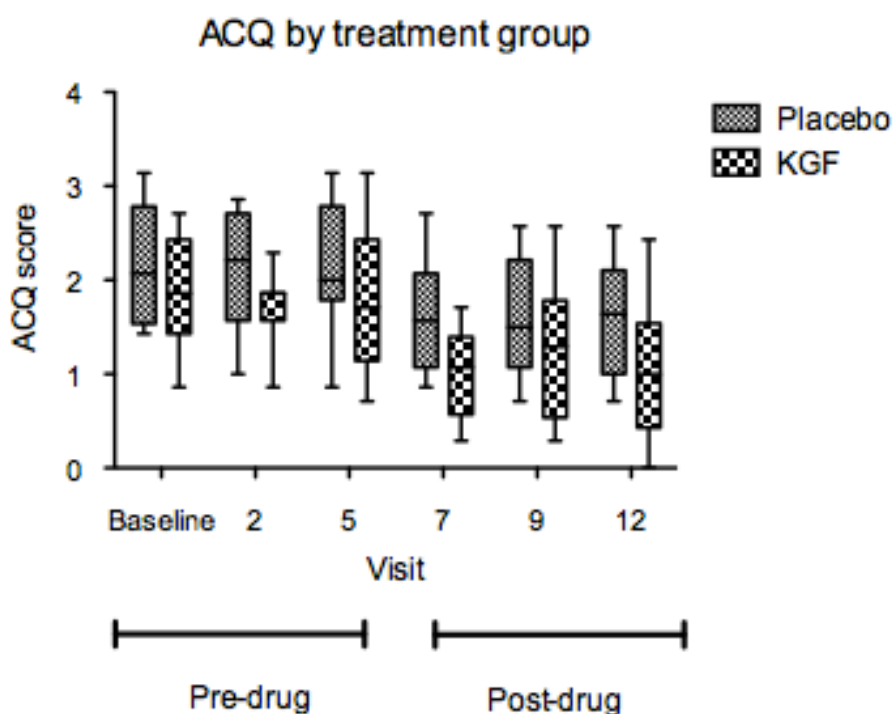 ACQ by treatment group
Placebo
KGF
ACQ score
4
3
2
1
0
Baseline 2 5 7 9 12
Visit
Pre-drug Post-drug